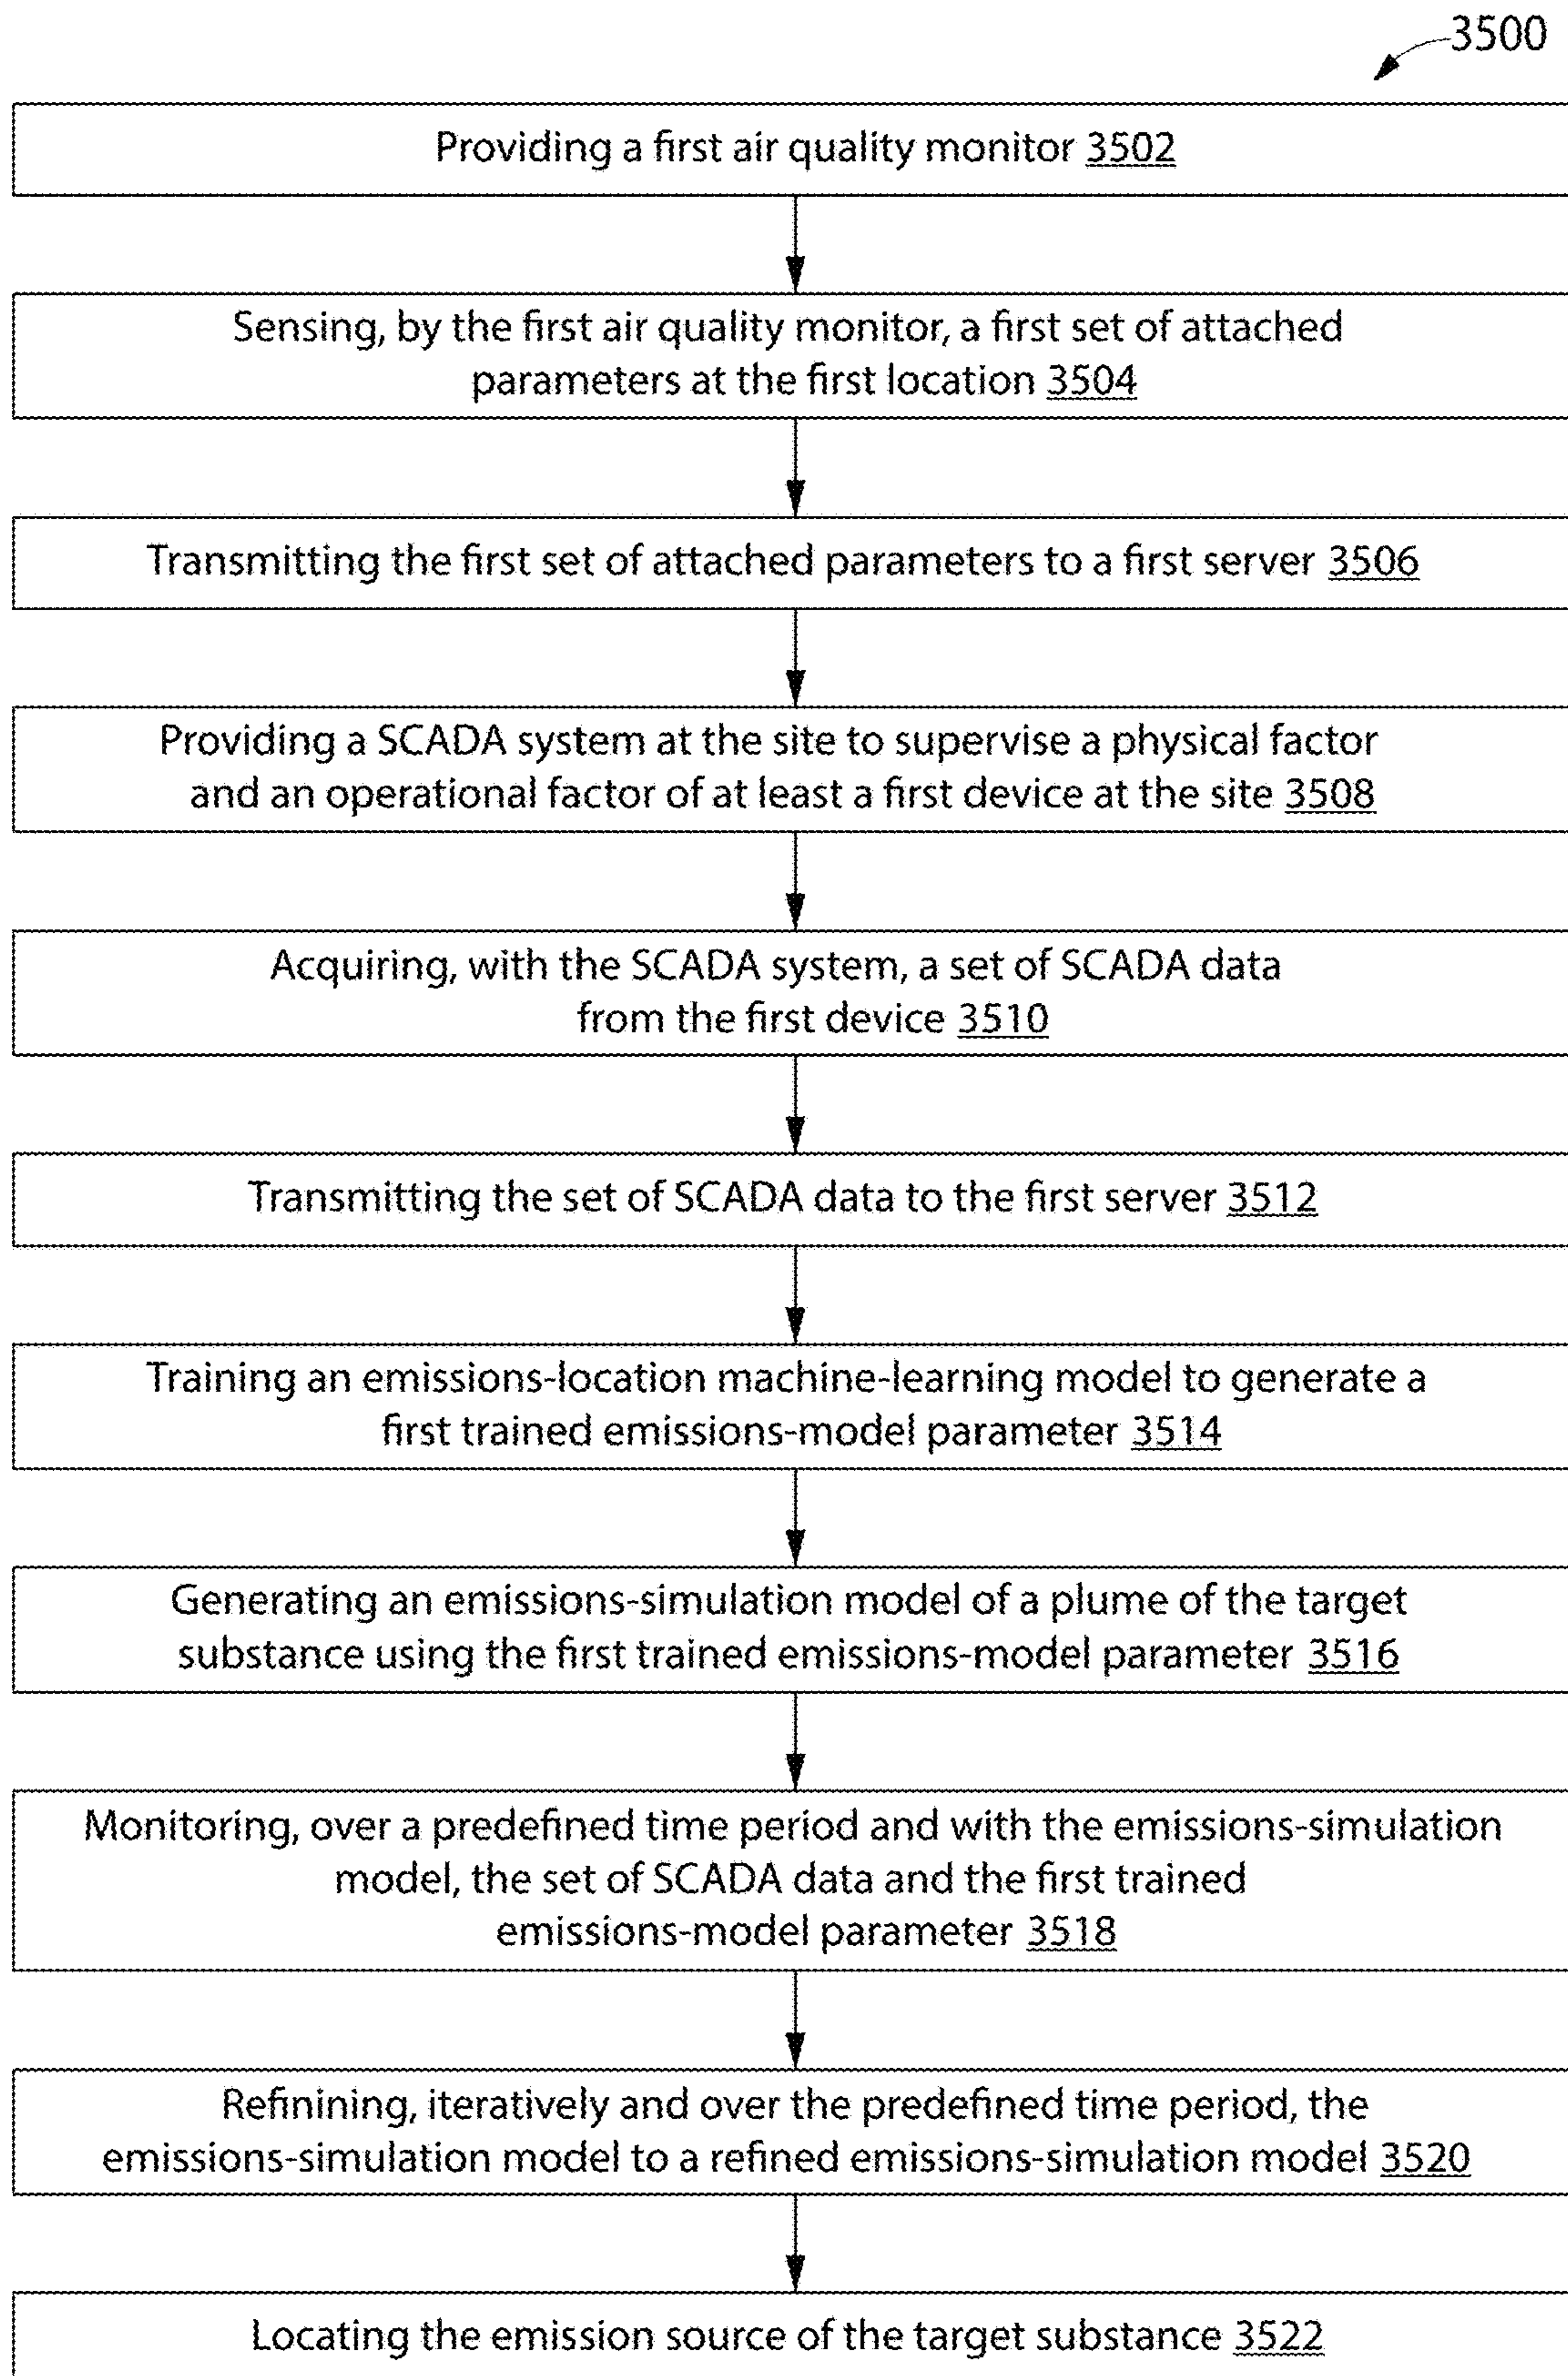 3500
Providing a first air quality monitor 3502
Sensing, by the first air quality monitor, a first set of attached
parameters at the first location 3504
Transmitting the first set of attached parameters to a first server 3506
Providing a SCADA system at the site to supervise a physical factor
and an operational factor of at least a first device at the site 3508
Acquiring, with the SCADA system, a set of SCADA data
from the first device 3510
Transmitting the set of SCADA data to the first server 3512
Training an emissions-location machine-learning model to generate a
first trained emissions-model parameter 3514
Generating an emissions-simulation model of a plume of the target
substance using the first trained emissions-model parameter 3516
Monitoring, over a predefined time period and with the emissions-simulation
model, the set of SCADA data and the first trained
emissions-model parameter 3518
Refinining, iteratively and over the predefined time period, the
emissions-simulation model to a refined emissions-simulation model 3520
Locating the emission source of the target substance 3522